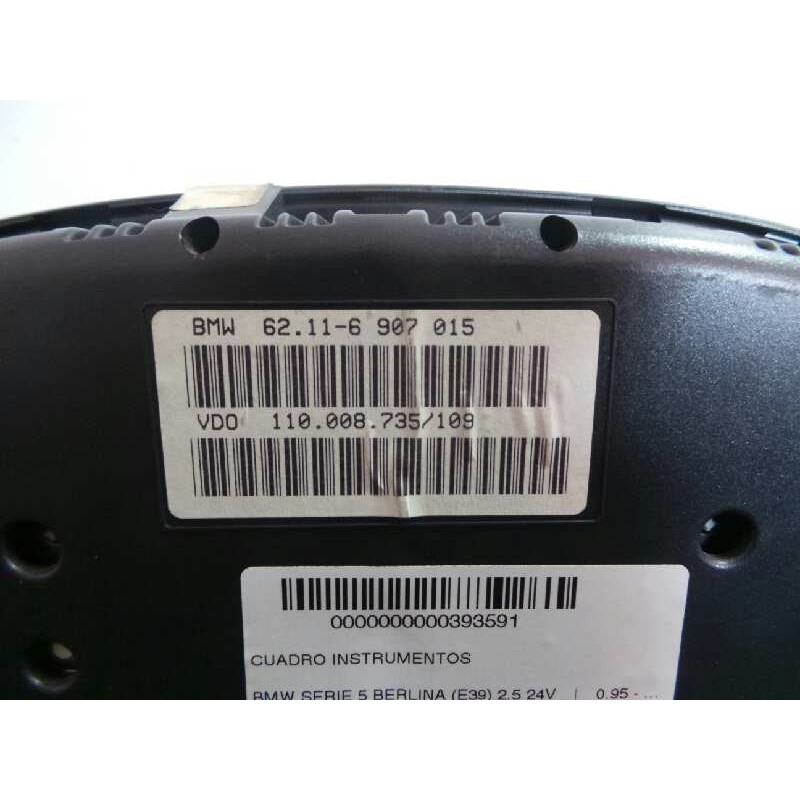 BMW 62.11-6 907 015
VDO 110.008.735/109
0000000000393591
CUADRO INSTRUMENTOS
BMW SERIE 5 BERLINA (E39) 2.5 24V | 0.95 - ...